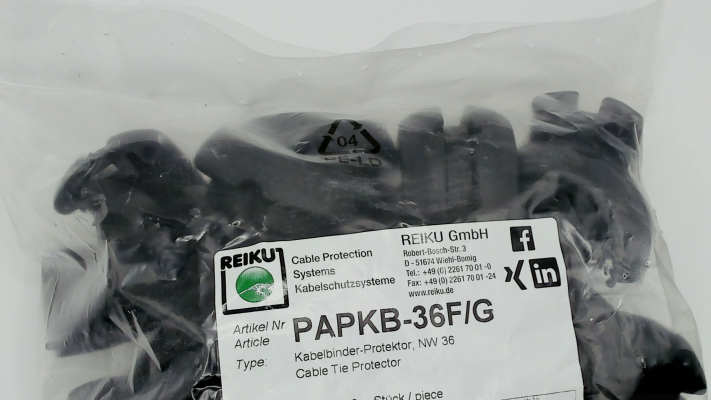 04
PE-LD
REIKU
Cable Protection
Systems
Kabelschutzsysteme
REIKU GmbH
Robert-Bosch-Str. 3
D - 51674 Wiehl-Bomig
Tel.: +49 (0) 2261 70 01 -0
Fax: +49 (0) 2261 70 01 -24
www.reiku.de
f
in
Artikel Nr.
Article
PAPKB-36F/G
Type:
Kabelbinder-Protektor, NW 36
Cable Tie Protector
Stück / piece